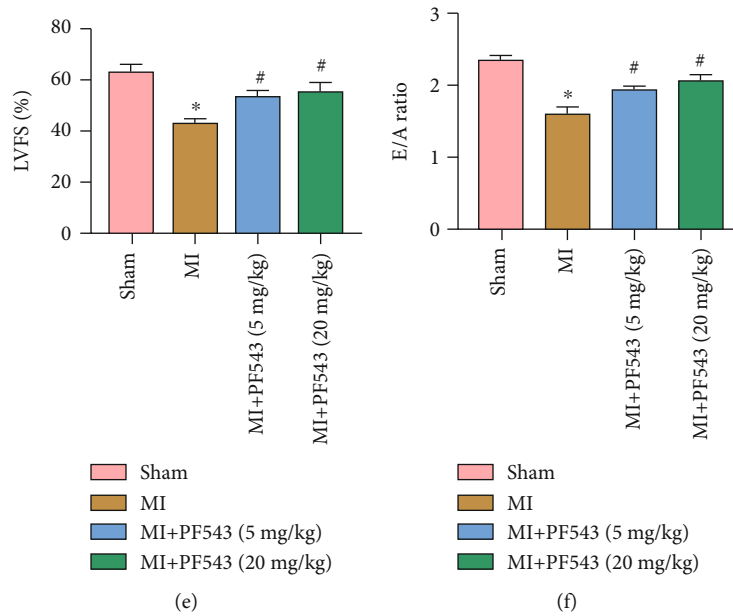 LVFS (%)
80
60
40
20
0
*
#
#
Sham
MI
MI+PF543 (5 mg/kg)
MI+PF543 (20 mg/kg)
Sham
MI
MI+PF543 (5 mg/kg)
MI+PF543 (20 mg/kg)
(e)
E/A ratio
3
2
1
0
*
#
#
Sham
MI
MI+PF543 (5 mg/kg)
MI+PF543 (20 mg/kg)
Sham
MI
MI+PF543 (5 mg/kg)
MI+PF543 (20 mg/kg)
(f)